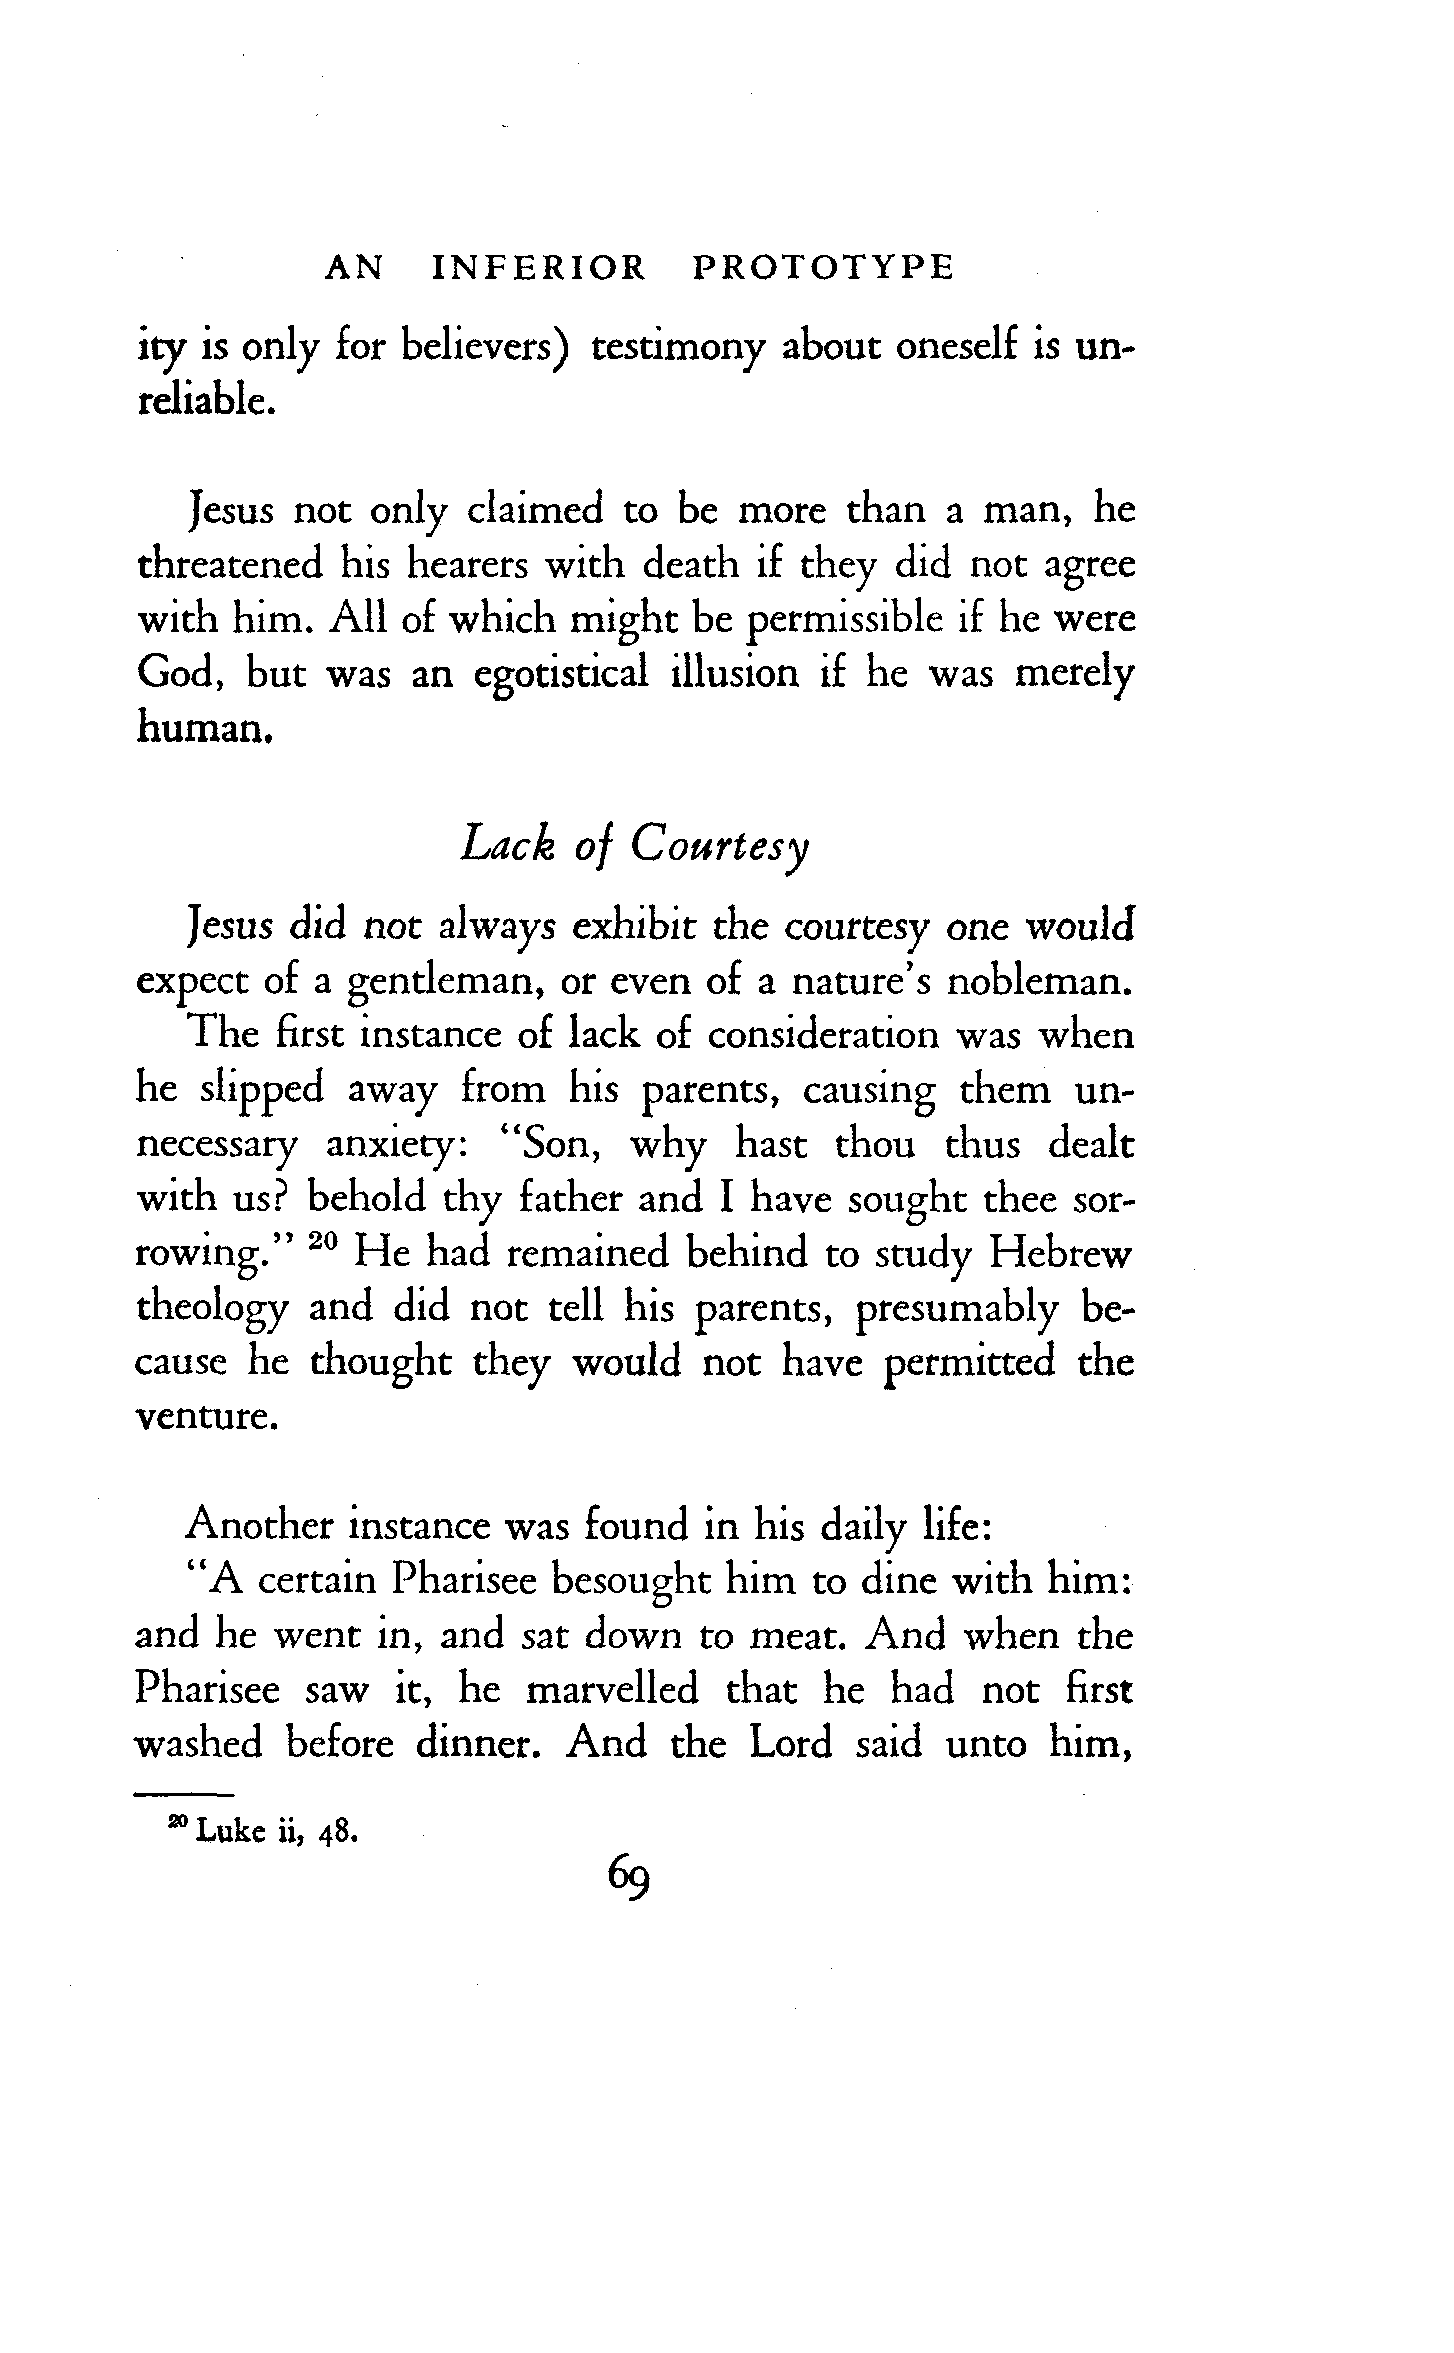 AN INFERIOR PROTOTYPE
ity is only for believers) testimony about oneself is un-
reliable.
Jesus not only claimed to be more than a man, he
threatened his hearers with death if they did not agree
with him. All of which might be permissible if he were
God, but was an egotistical illusion if he was merely
human.
Lack of Courtesy
Jesus did not always exhibit the courtesy one would
expect of a gentleman, or even of a nature's nobleman.
The first instance of lack of consideration was when
he slipped away from his parents, causing them un-
necessary anxiety: "Son, why hast thou thus dealt
with us? behold thy father and I have sought thee sor-
rowing." 20 He had remained behind to study Hebrew
theology and did not tell his parents, presumably be-
cause he thought they would not have permitted the
venture.
Another instance was found in his daily life:
"A certain Pharisee besought him to dine with him:
and he went in, and sat down to meat. And when the
Pharisee saw it, he marvelled that he had not first
washed before dinner. And the Lord said unto him,
20 Luke ii, 48.
69